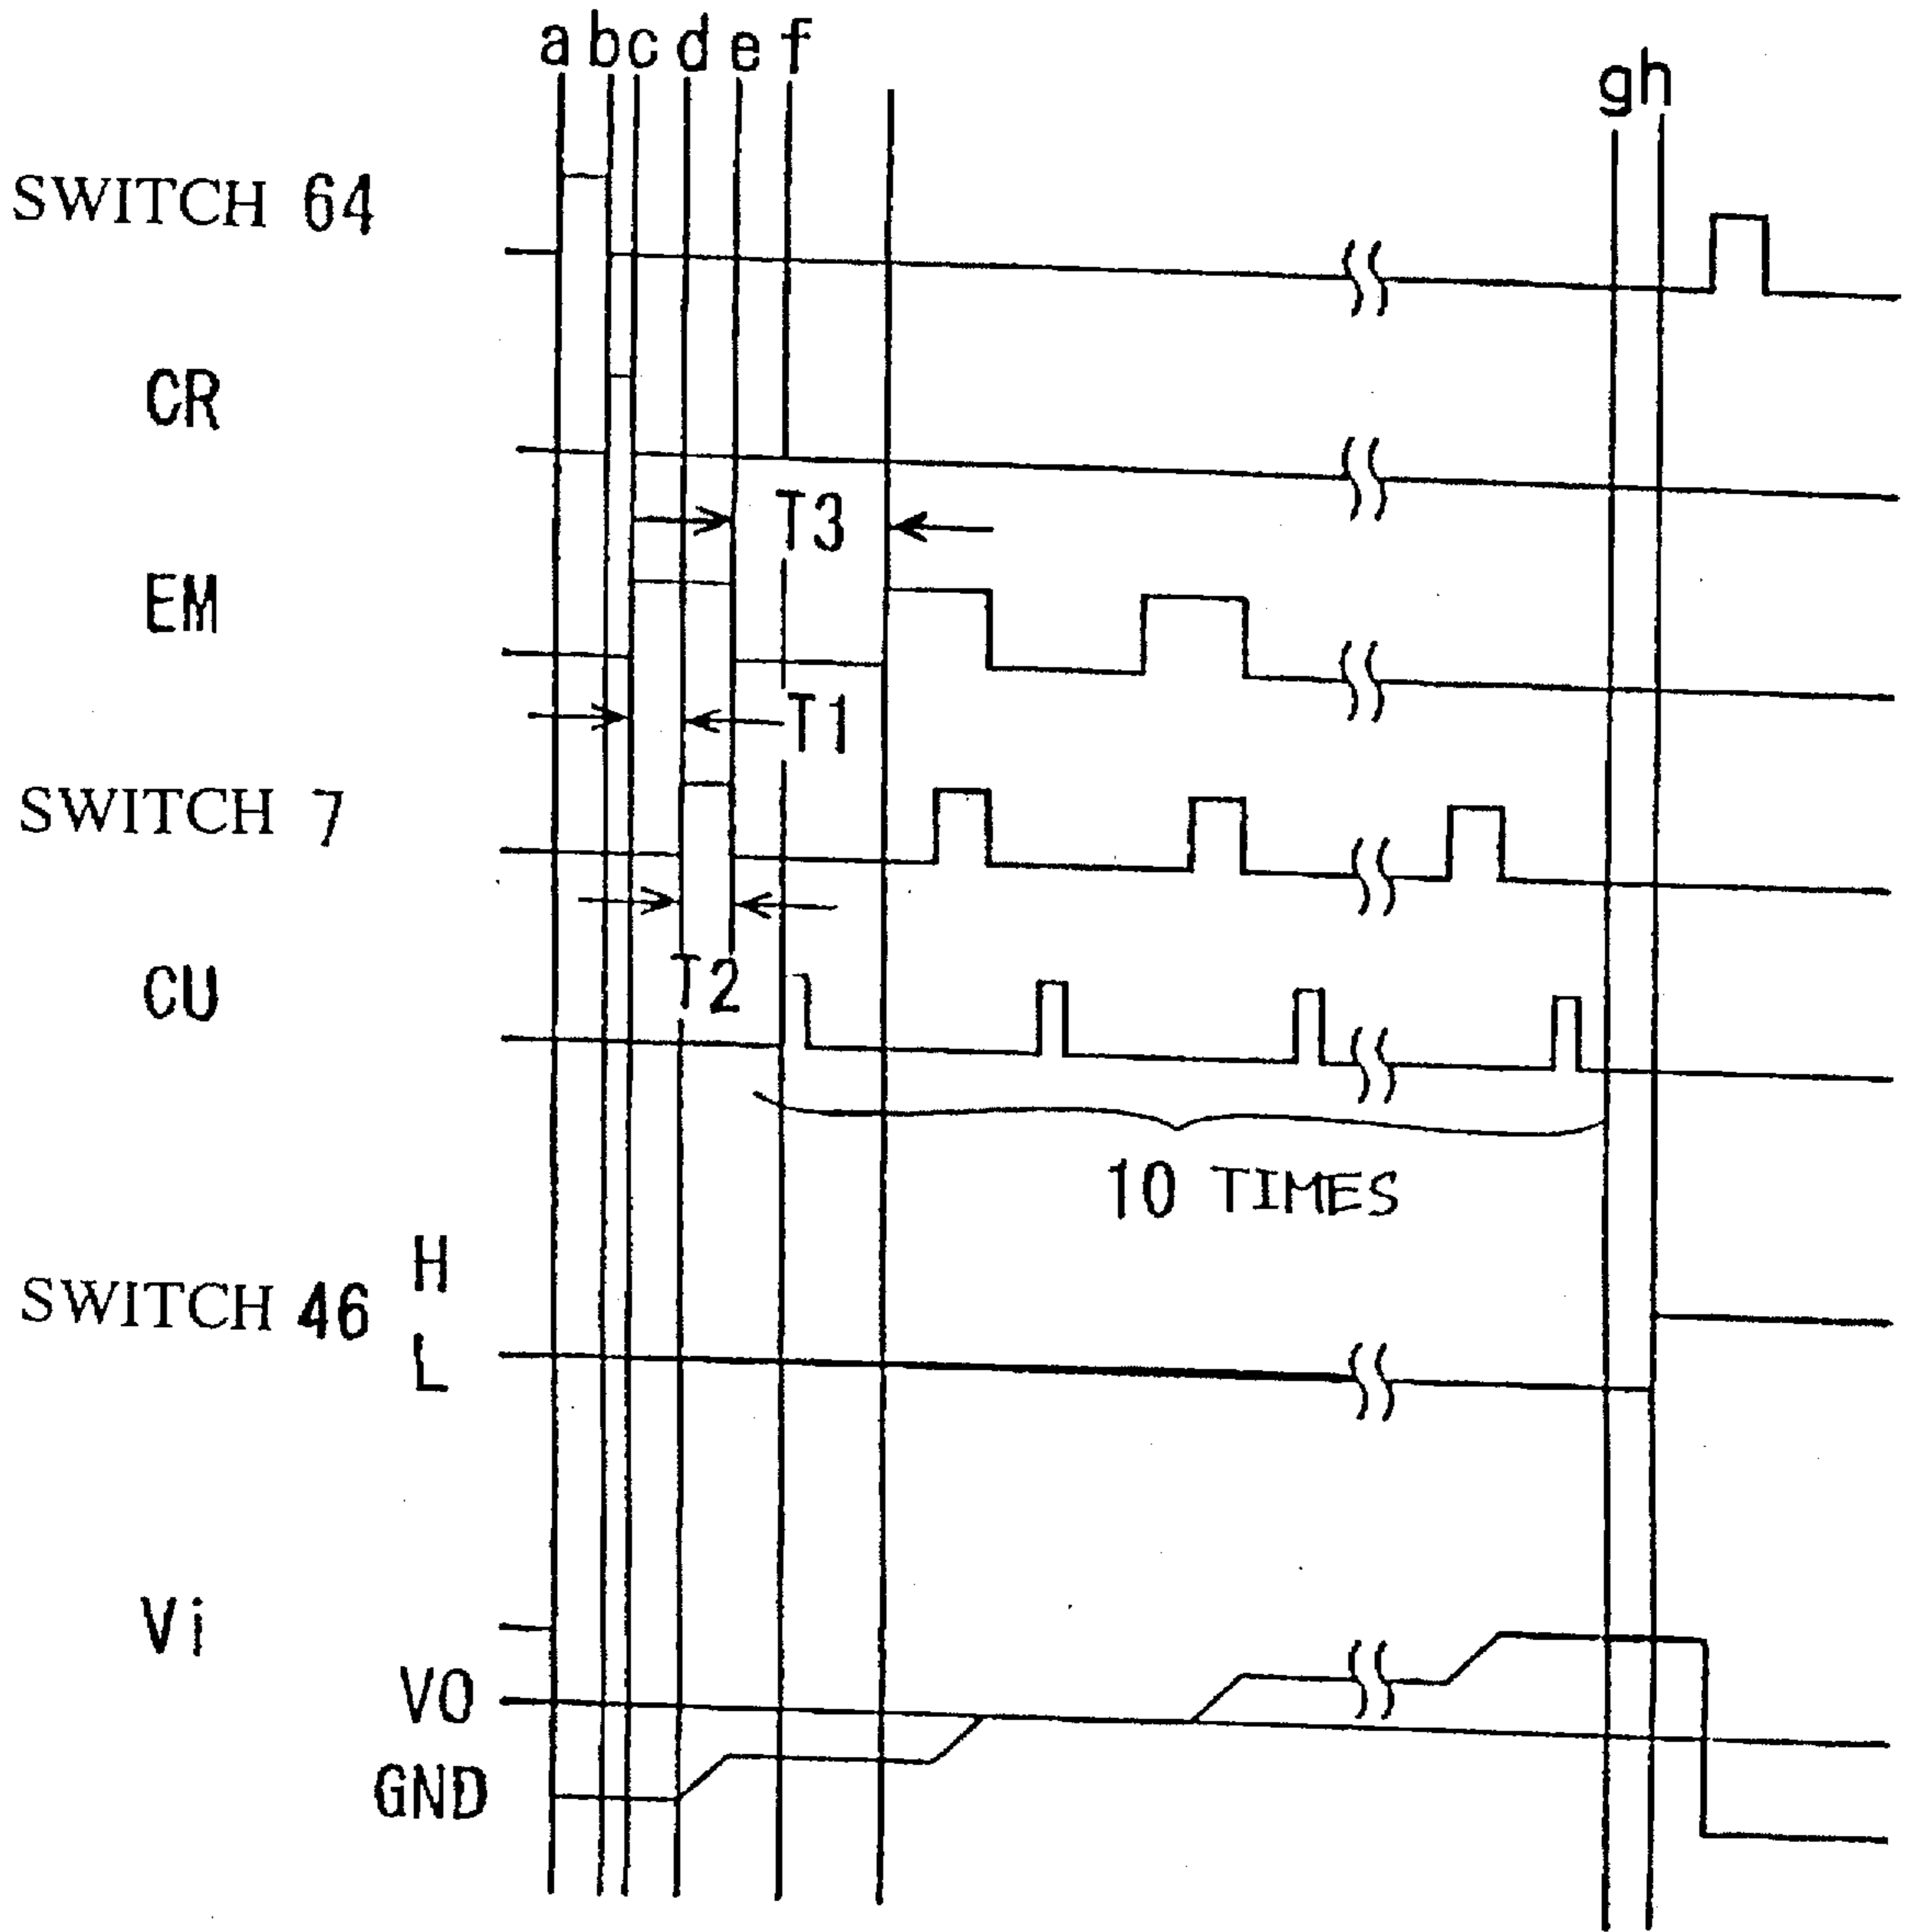 a b c d e f
g h
SWITCH 64
CR
T3
EM
T1
SWITCH 7
T2
CU
10 TIMES
H
SWITCH 46
L
Vi
V0
GND